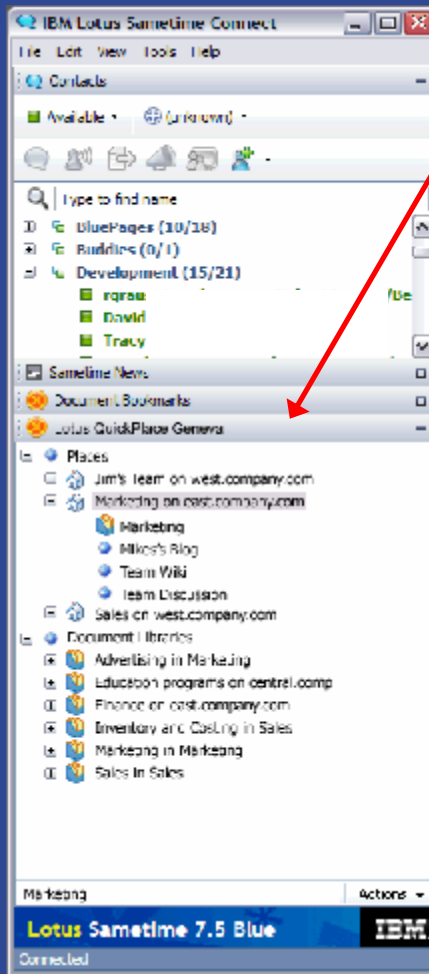 IBM Lotus Sametime Connect
File Edit View Tools Help
Contacts
Available (unknown)
Type to find name
BluePages (10/18)
Buddies (0/1)
Development (15/21)
rgrau /Be
David
Tracy
Sametime News
Document Bookmarks
Lotus QuickPlace Geneva
Places
Jim's Team on west.company.com
Marketing on east.company.com
Marketing
Mikes's Blog
Team Wiki
Team Discussion
Sales on west.company.com
Document Libraries
Advertising in Marketing
Education programs on central.comp
Finance on east.company.com
Inventory and Costing in Sales
Marketing in Marketing
Sales in Sales
Marketing Actions
Lotus Sametime 7.5 Blue IBM
Connected